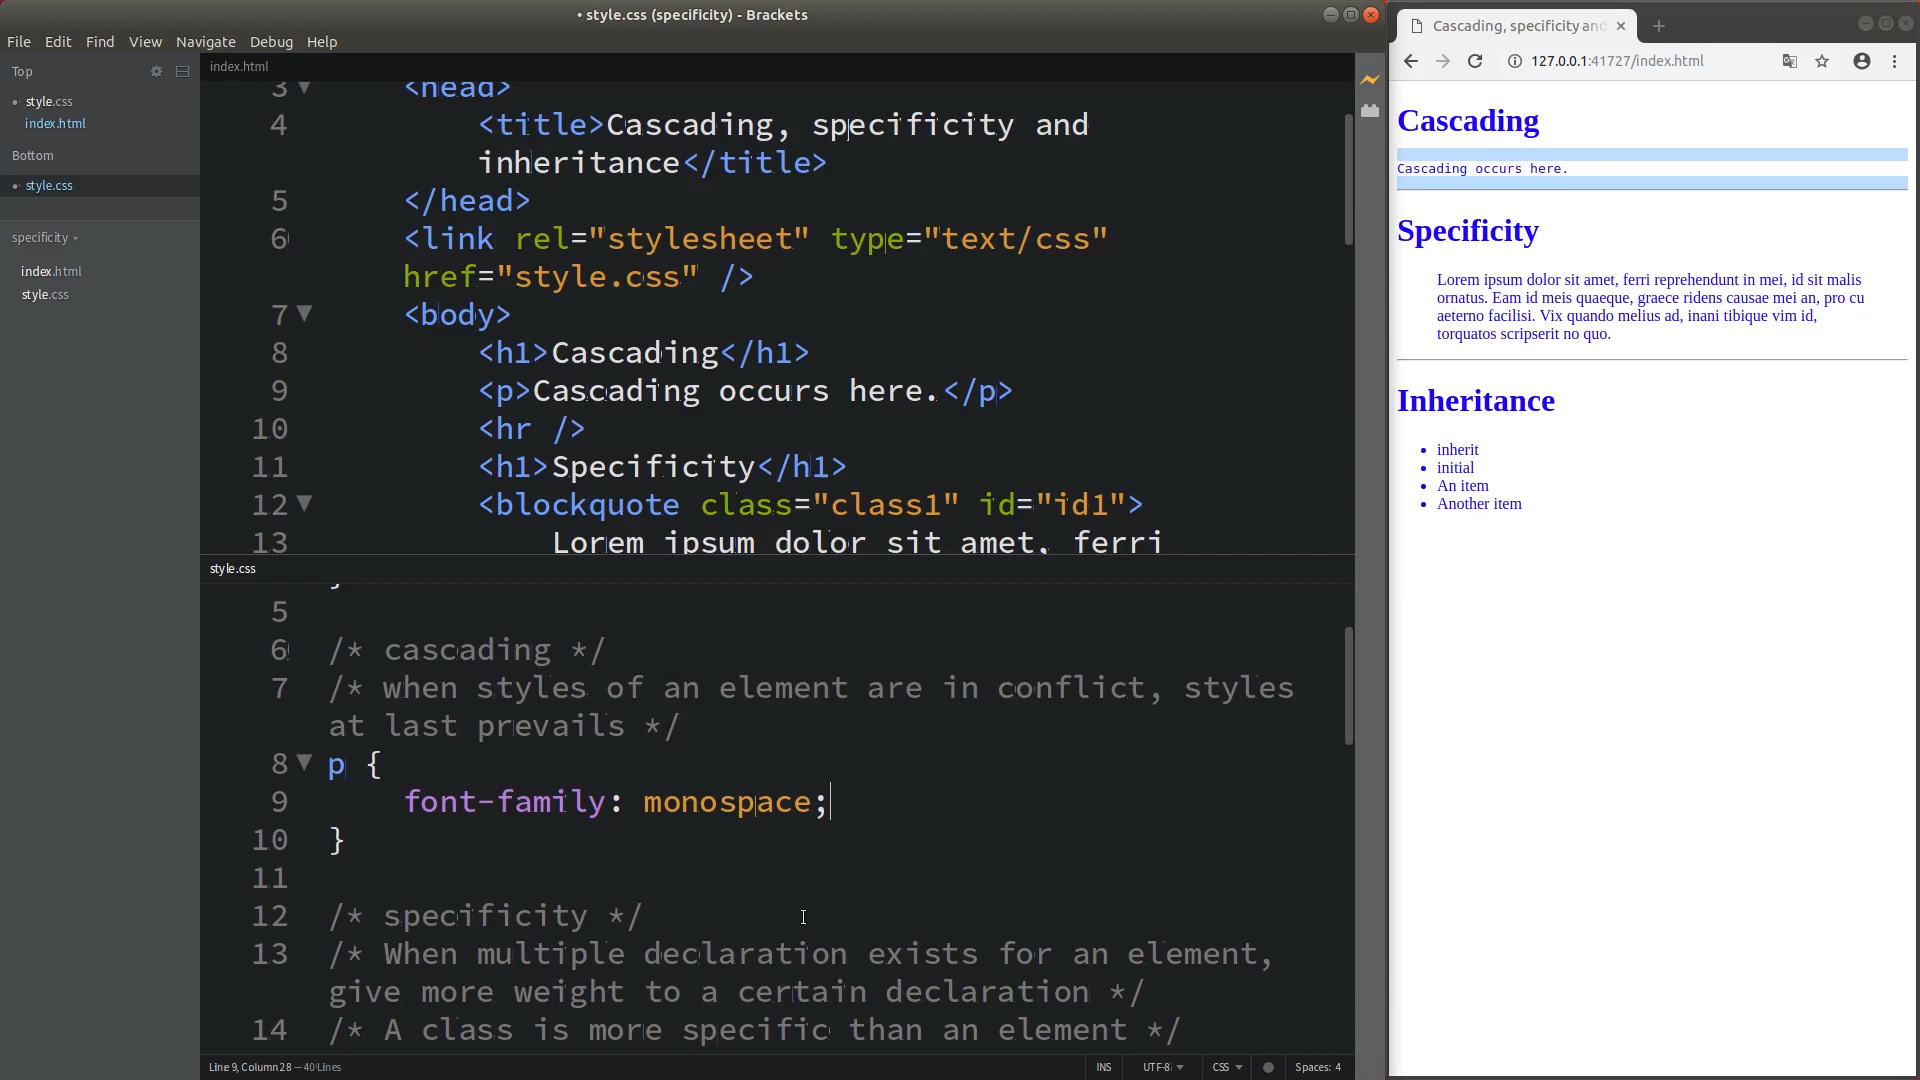 • style.css (specificity) - Brackets
File Edit Find View Navigate Debug Help
Top
• style.css
index.html
Bottom
• style.css
specificity
index.html
style.css
index.html
3 <head>
4 <title>Cascading, specificity and
inheritance</title>
5 </head>
6 <link rel="stylesheet" type="text/css"
href="style.css" />
7 <body>
8 <h1>Cascading</h1>
9 <p>Cascading occurs here.</p>
10 <hr />
11 <h1>Specificity</h1>
12 <blockquote class="class1" id="id1">
13 Lorem ipsum dolor sit amet, ferri
style.css
}
5
6 /* cascading */
7 /* when styles of an element are in conflict, styles
at last prevails */
8 p {
9 font-family: monospace;
10 }
11
12 /* specificity */
13 /* When multiple declaration exists for an element,
give more weight to a certain declaration */
14 /* A class is more specific than an element */
Line 9, Column 28 — 40 Lines
INS UTF-8 CSS Spaces: 4
Cascading, specificity and
127.0.0.1:41727/index.html
Cascading
Cascading occurs here.
Specificity
Lorem ipsum dolor sit amet, ferri reprehendunt in mei, id sit malis
ornatus. Eam id meis quaeque, graece ridens causae mei an, pro cu
aeterno facilisi. Vix quando melius ad, inani tibique vim id,
torquatos scripserit no quo.
Inheritance
• inherit
• initial
• An item
• Another item